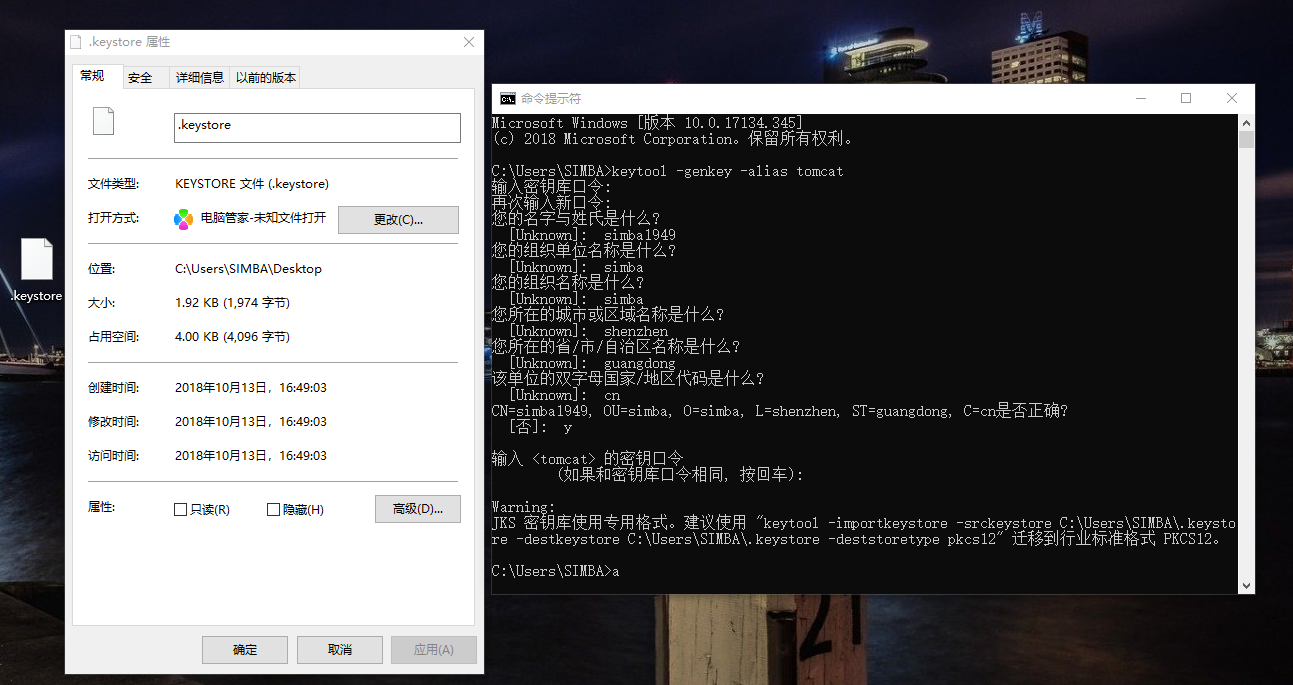 .keystore
.keystore 属性
常规
安全
详细信息
以前的版本
.keystore
文件类型:
KEYSTORE 文件 (.keystore)
打开方式:
电脑管家-未知文件打开
更改(C)...
位置:
C:\Users\SIMBA\Desktop
大小:
1.92 KB (1,974 字节)
占用空间:
4.00 KB (4,096 字节)
创建时间:
2018年10月13日，16:49:03
修改时间:
2018年10月13日，16:49:03
访问时间:
2018年10月13日，16:49:03
属性:
只读(R)
隐藏(H)
高级(D)...
确定
取消
应用(A)
命令提示符
Microsoft Windows [版本 10.0.17134.345]
(c) 2018 Microsoft Corporation。保留所有权利。
C:\Users\SIMBA>keytool -genkey -alias tomcat
输入密钥库口令:
再次输入新口令:
您的名字与姓氏是什么?
[Unknown]:  simba1949
您的组织单位名称是什么?
[Unknown]:  simba
您的组织名称是什么?
[Unknown]:  simba
您所在的城市或区域名称是什么?
[Unknown]:  shenzhen
您所在的省/市/自治区名称是什么?
[Unknown]:  guangdong
该单位的双字母国家/地区代码是什么?
[Unknown]:  cn
CN=simba1949, OU=simba, O=simba, L=shenzhen, ST=guangdong, C=cn是否正确?
[否]:  y
输入 <tomcat> 的密钥口令
(如果和密钥库口令相同, 按回车):
Warning:
JKS 密钥库使用专用格式。建议使用 "keytool -importkeystore -srckeystore C:\Users\SIMBA\.keysto
re -destkeystore C:\Users\SIMBA\.keystore -deststoretype pkcs12" 迁移到行业标准格式 PKCS12。
C:\Users\SIMBA>a
21